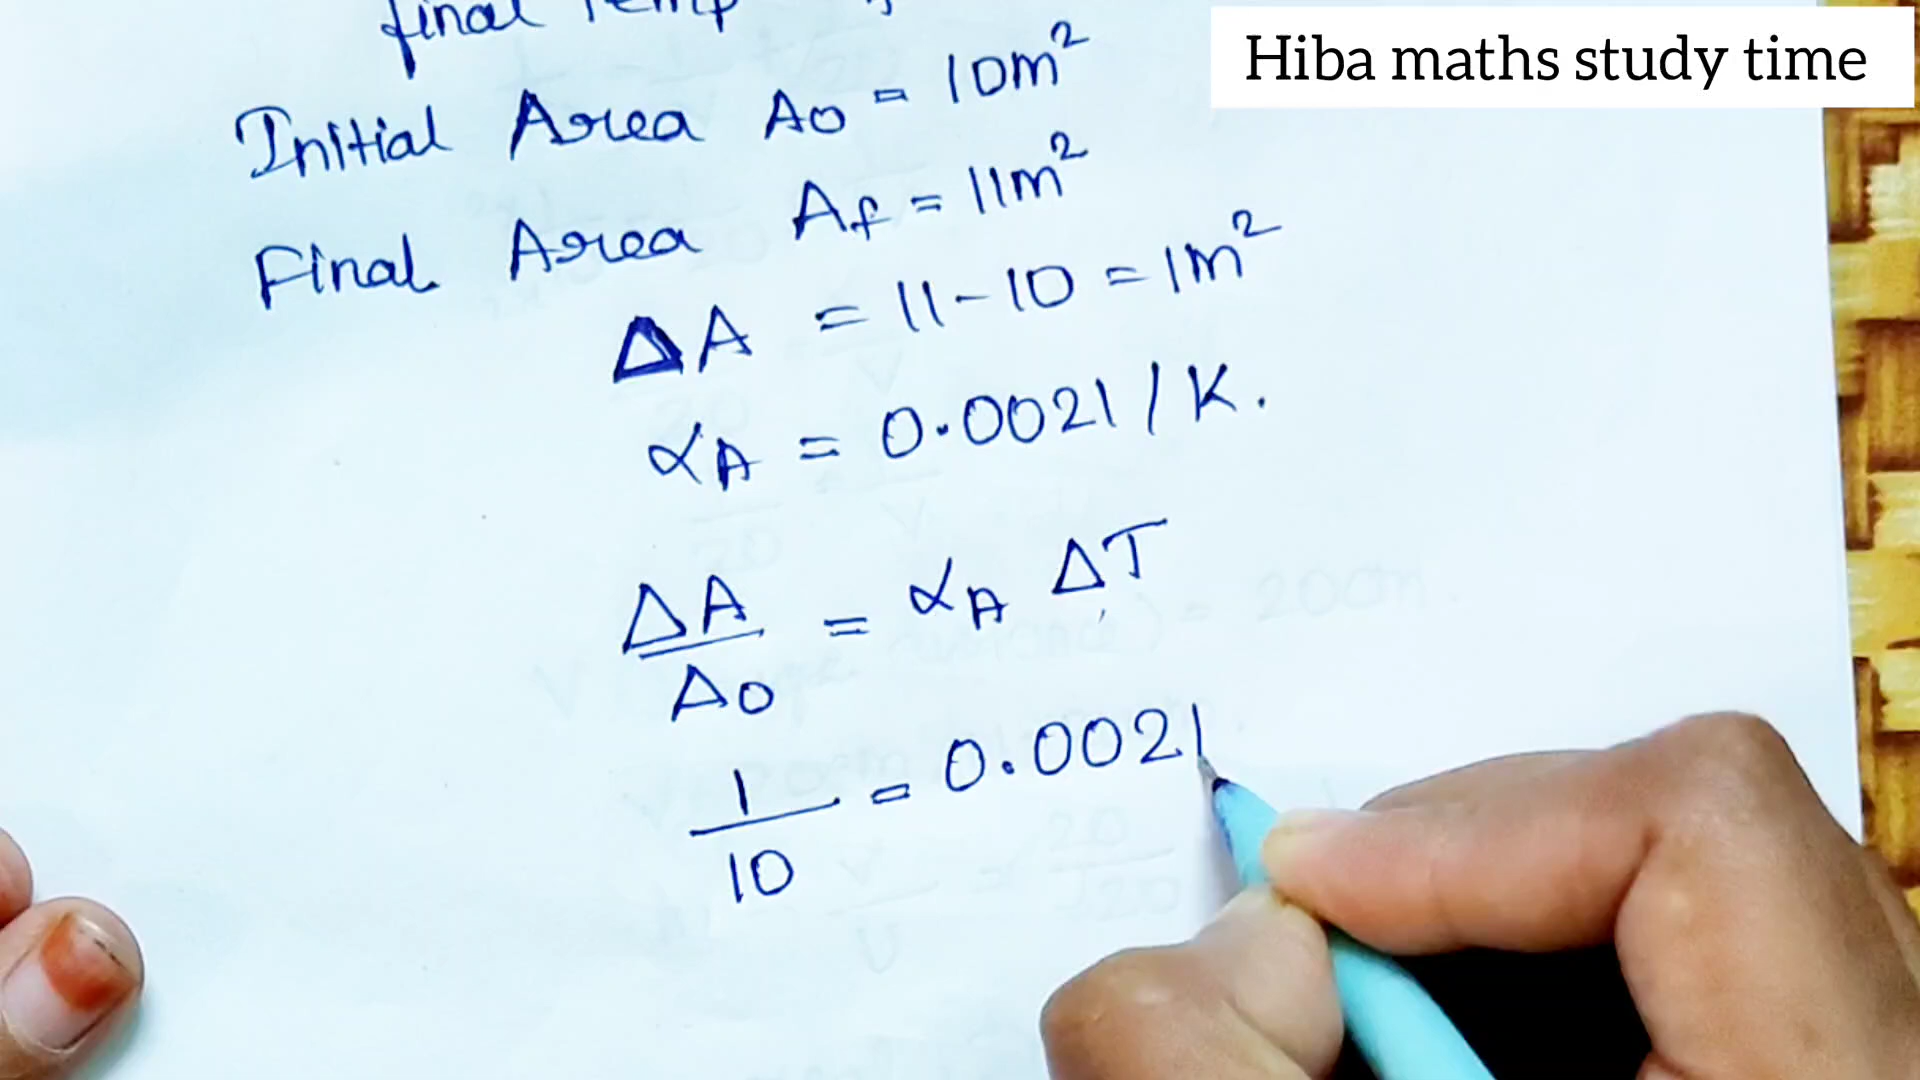 Hiba maths study time
final Temp
Initial Area A0 = 10m²
Final Area Af = 11m²
ΔA = 11-10 = 1m²
αA = 0.0021/K.
ΔA/A0 = αA ΔT
1/10 = 0.0021